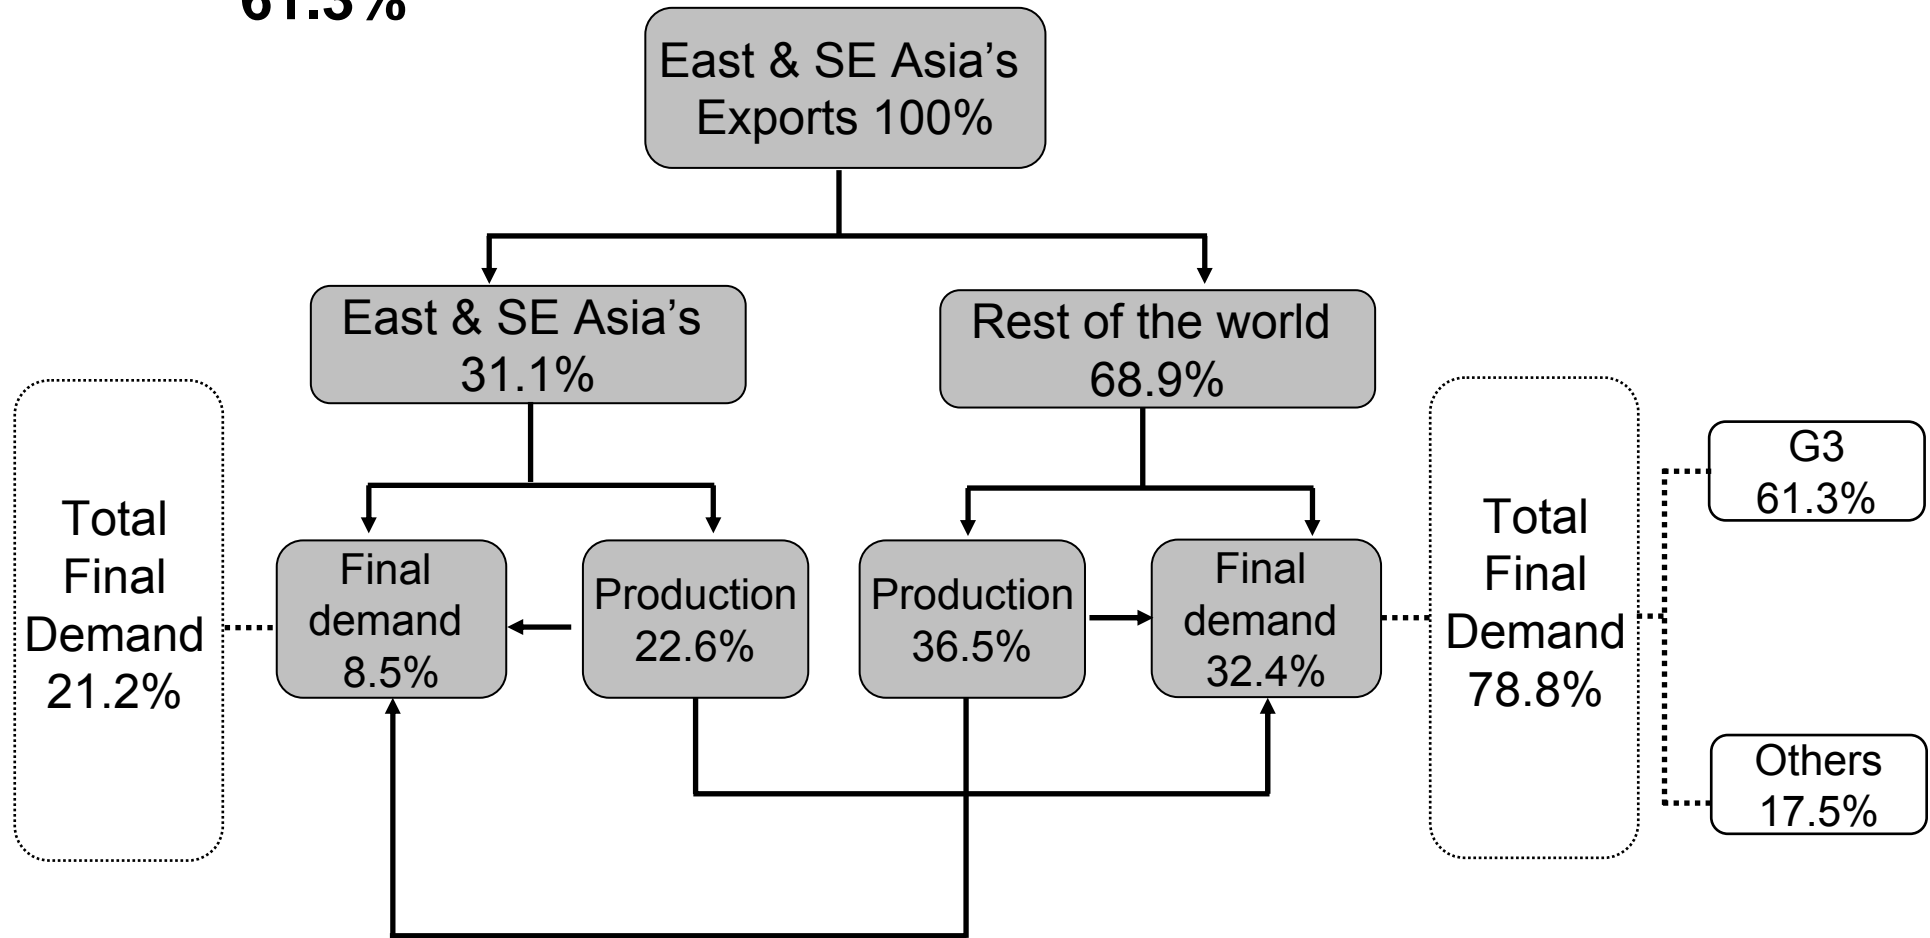 61.3%
East & SE Asia’s
Exports 100%
East & SE Asia’s
31.1%
Rest of the world
68.9%
Total
Final
Demand
21.2%
Final
demand
8.5%
Production
22.6%
Production
36.5%
Final
demand
32.4%
Total
Final
Demand
78.8%
G3
61.3%
Others
17.5%